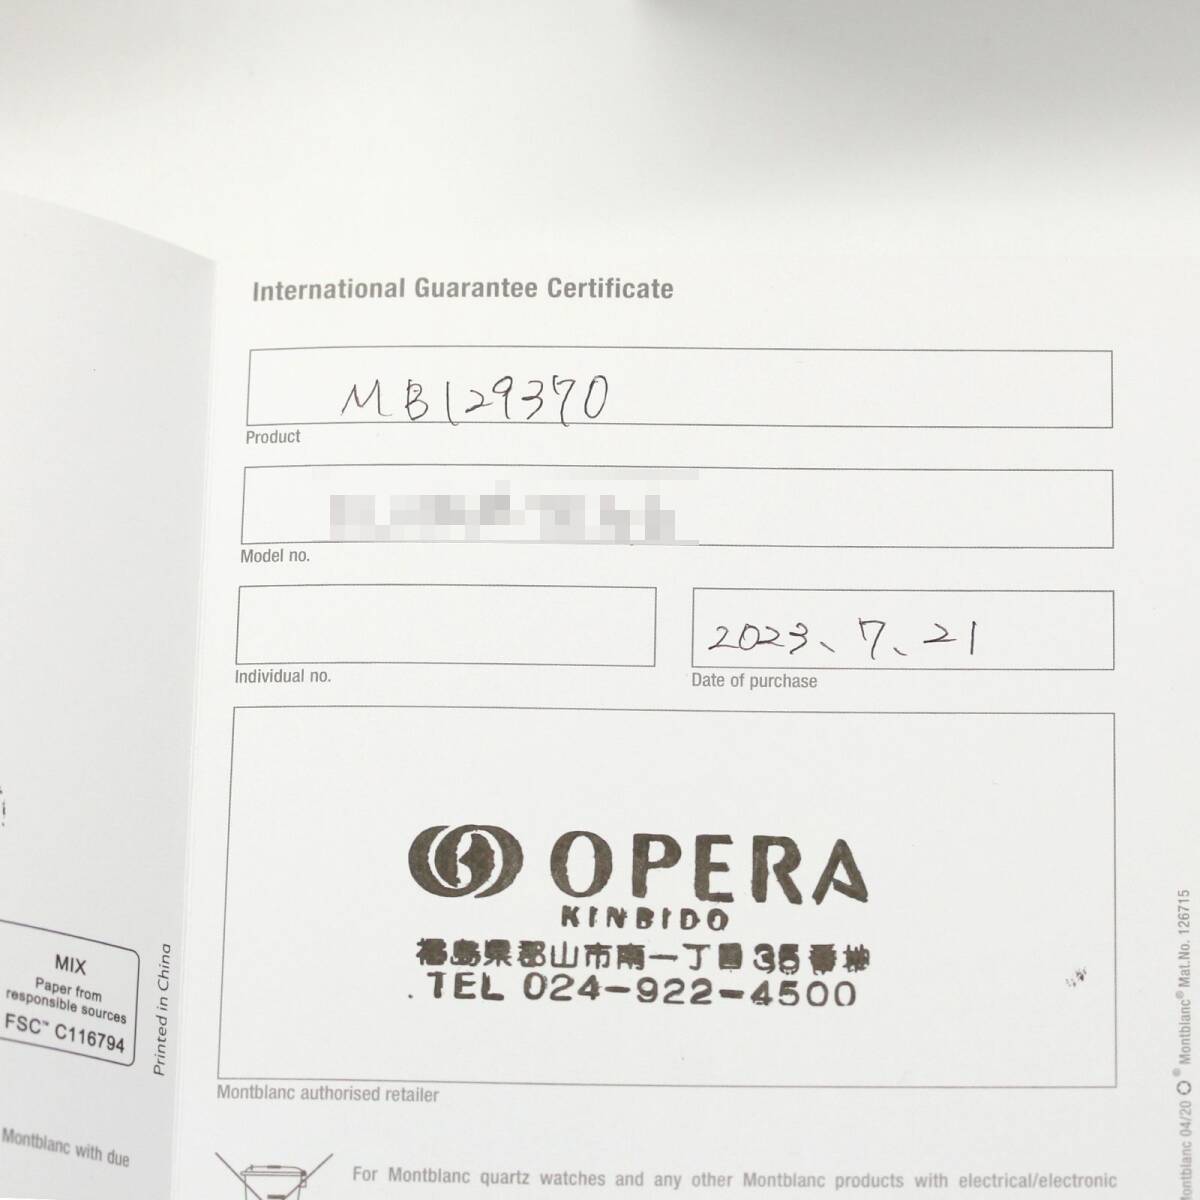 International Guarantee Certificate
MB129370
Product
Model no.
Individual no.
2023、7、21
Date of purchase
OPERA
KINBIDO
福島県郡山市南一丁目35番地
TEL 024-922-4500
Montblanc authorised retailer
For Montblanc quartz watches and any other Montblanc products with electrical/electronic
MIX
Paper from
responsible sources
FSC™ C116794
Printed in China
Montblanc with due
04/20 ® Montblanc® Mat.No. 126715